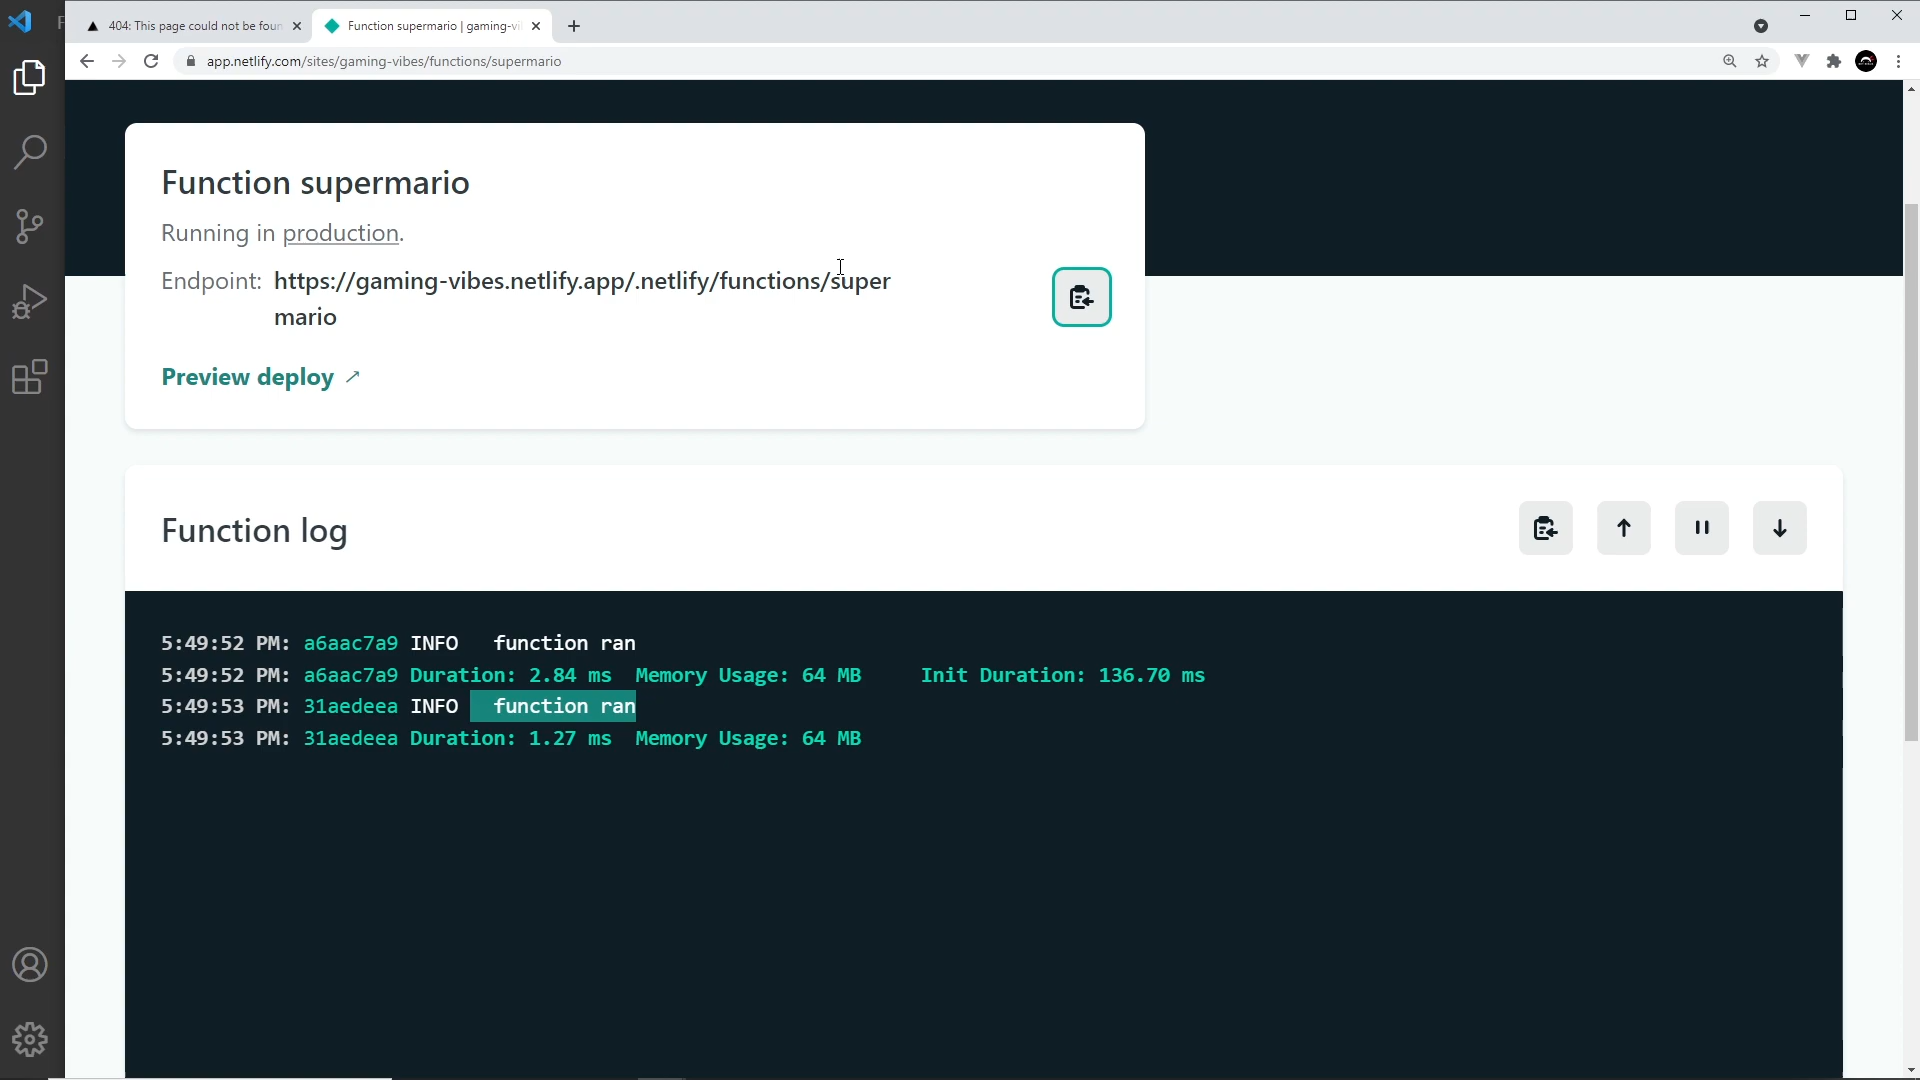 404: This page could not be foun
Function supermario | gaming-vi
app.netlify.com/sites/gaming-vibes/functions/supermario
Function supermario
Running in production.
Endpoint: https://gaming-vibes.netlify.app/.netlify/functions/super
mario
Preview deploy ↗
Function log
5:49:52 PM: a6aac7a9 INFO function ran
5:49:52 PM: a6aac7a9 Duration: 2.84 ms Memory Usage: 64 MB Init Duration: 136.70 ms
5:49:53 PM: 31aedeea INFO function ran
5:49:53 PM: 31aedeea Duration: 1.27 ms Memory Usage: 64 MB